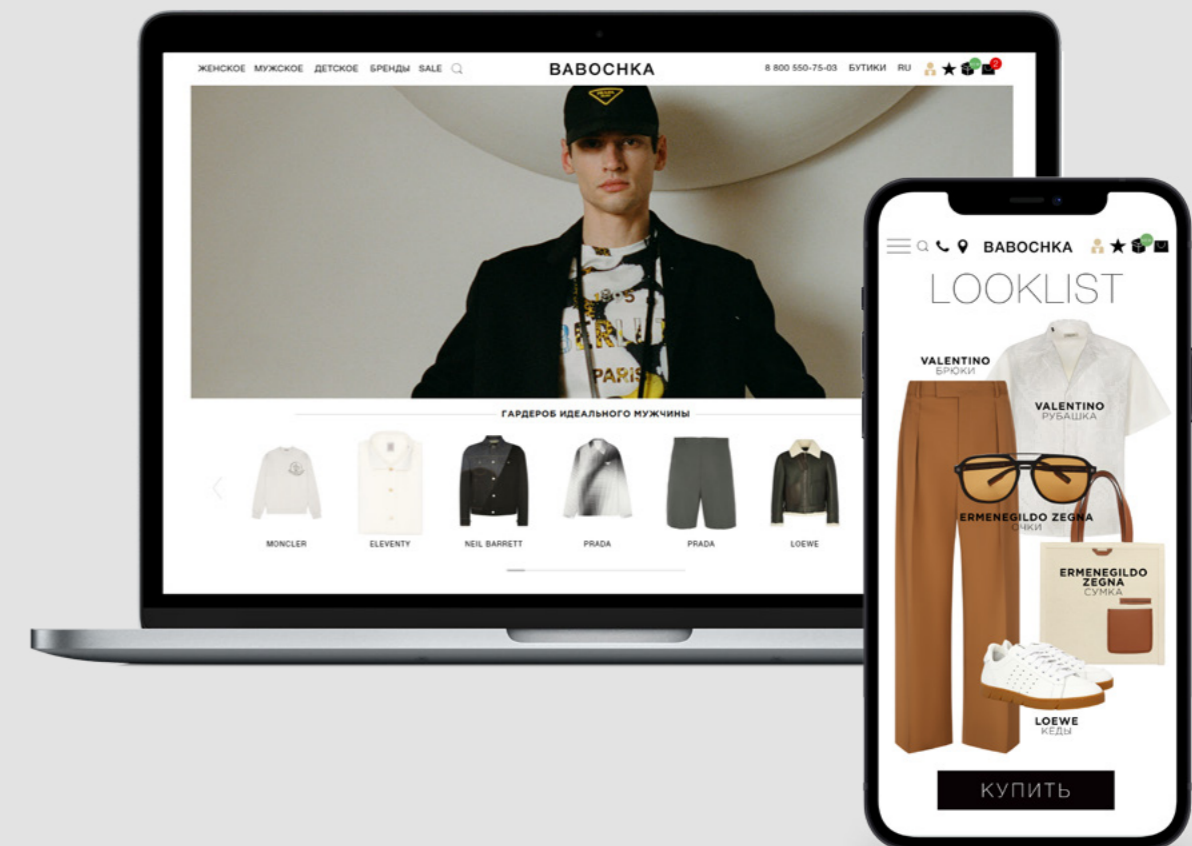 ЖЕНСКОЕ МУЖСКОЕ ДЕТСКОЕ БРЕНДЫ SALE
BABOCHKA
8 800 550-75-03 БУТИКИ RU
2
PARIS
ГАРДЕРОБ ИДЕАЛЬНОГО МУЖЧИНЫ
MONCLER
ELEVENTY
NEIL BARRETT
PRADA
PRADA
LOEWE
BABOCHKA
LOOKLIST
VALENTINO
БРЮКИ
VALENTINO
РУБАШКА
ERMENEGILDO ZEGNA
ОЧКИ
ERMENEGILDO
ZEGNA
СУМКА
LOEWE
КЕДЫ
КУПИТЬ